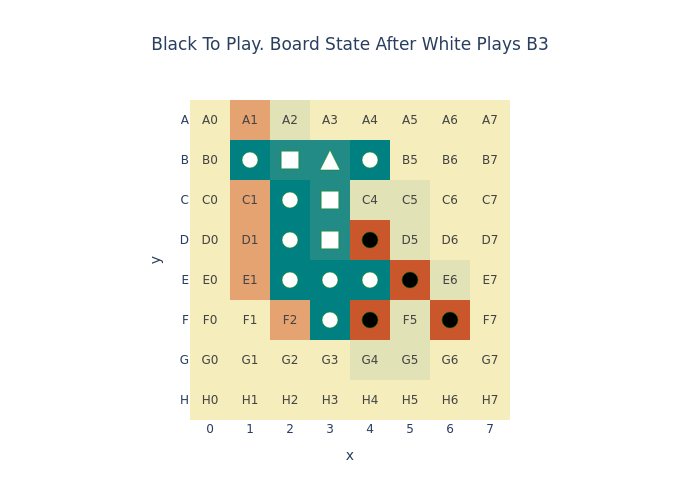 Black To Play. Board State After White Plays B3
A A0 A1 A2 A3 A4 A5 A6 A7
B B0 B5 B6 B7
C C0 C1 C4 C5 C6 C7
D D0 D1 D5 D6 D7
E E0 E1 E6 E7
F F0 F1 F2 F5 F7
G G0 G1 G2 G3 G4 G5 G6 G7
H H0 H1 H2 H3 H4 H5 H6 H7
0 1 2 3 4 5 6 7
x
y